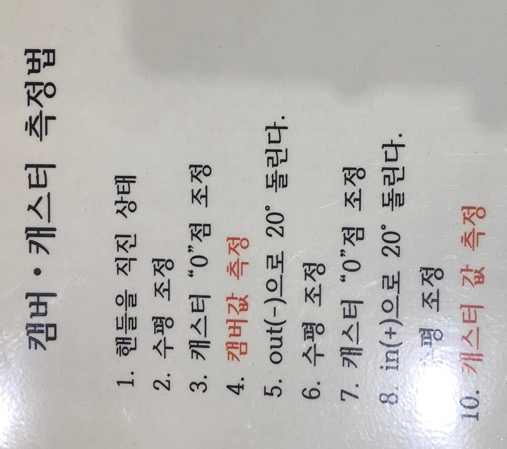 캠버·캐스터 측정법
1. 핸들을 직진 상태
2. 수평 조정
3. 캐스터 “0”점 조정
4. 캠버값 측정
5. out(-)으로 20° 돌린다.
6. 수평 조정
7. 캐스터 “0”점 조정
8. in(+)으로 20° 돌린다.
조정
10. 캐스터 값 측정